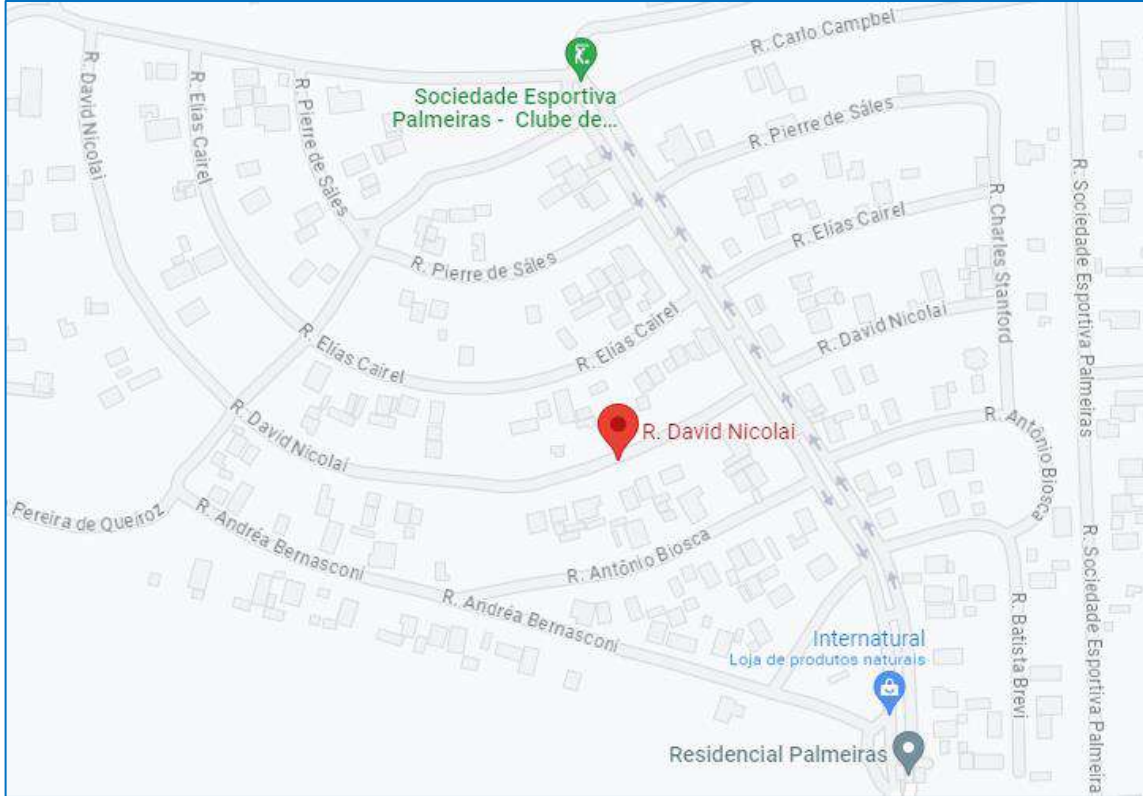 R. Carlo Campbel
R. David Nicolai
R. Elías Cairel
R. Pierre de Sáles
Sociedade Esportiva
Palmeiras - Clube de...
R. Pierre de Sáles
R. Sociedade Esportiva Palmeiras
R. Charles Stanford
R. Elías Cairel
R. Pierre de Sáles
R. David Nicolai
R. Elías Cairel
R. Elías Cairel
R. David Nicolai
R. David Nicolai
R. Antônio Biosca
Pereira de Queiroz
R. Andréa Bernasconi
R. Antônio Biosca
R. Sociedade Esportiva Palmeira
R. Andréa Bernasconi
R. Batista Brevi
Internatural
Loja de produtos naturais
Residencial Palmeiras